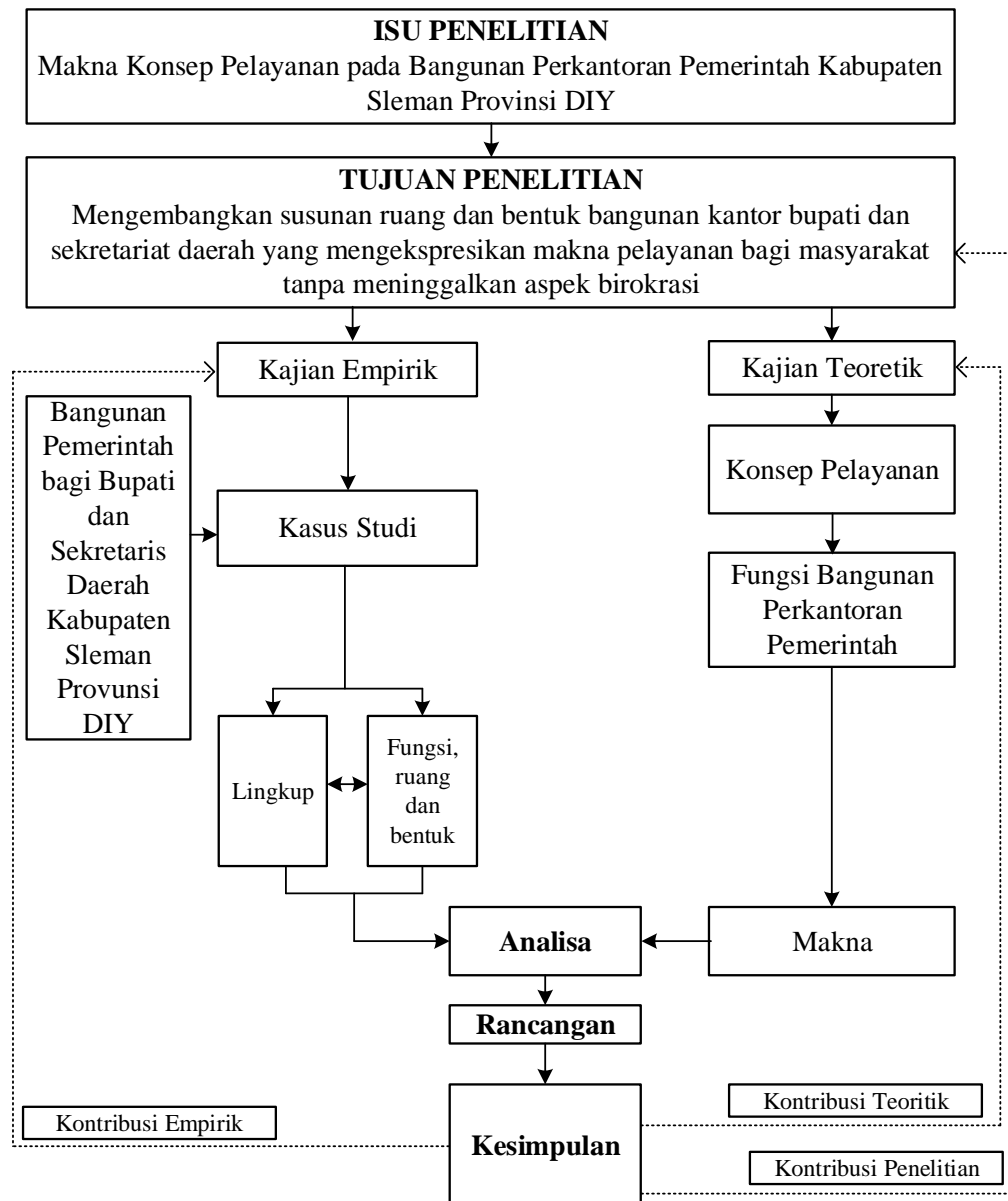 ISU PENELITIAN
Makna Konsep Pelayanan pada Bangunan Perkantoran Pemerintah Kabupaten
Sleman Provinsi DIY
TUJUAN PENELITIAN
Mengembangkan susunan ruang dan bentuk bangunan kantor bupati dan
sekretariat daerah yang mengekspresikan makna pelayanan bagi masyarakat
tanpa meninggalkan aspek birokrasi
Kajian Empirik
Kajian Teoretik
Bangunan
Pemerintah
bagi Bupati
dan
Sekretaris
Daerah
Kabupaten
Sleman
Provunsi
DIY
Konsep Pelayanan
Kasus Studi
Fungsi Bangunan
Perkantoran
Pemerintah
Lingkup
Fungsi,
ruang
dan
bentuk
Analisa
Makna
Rancangan
Kontribusi Empirik
Kontribusi Teoritik
Kesimpulan
Kontribusi Penelitian